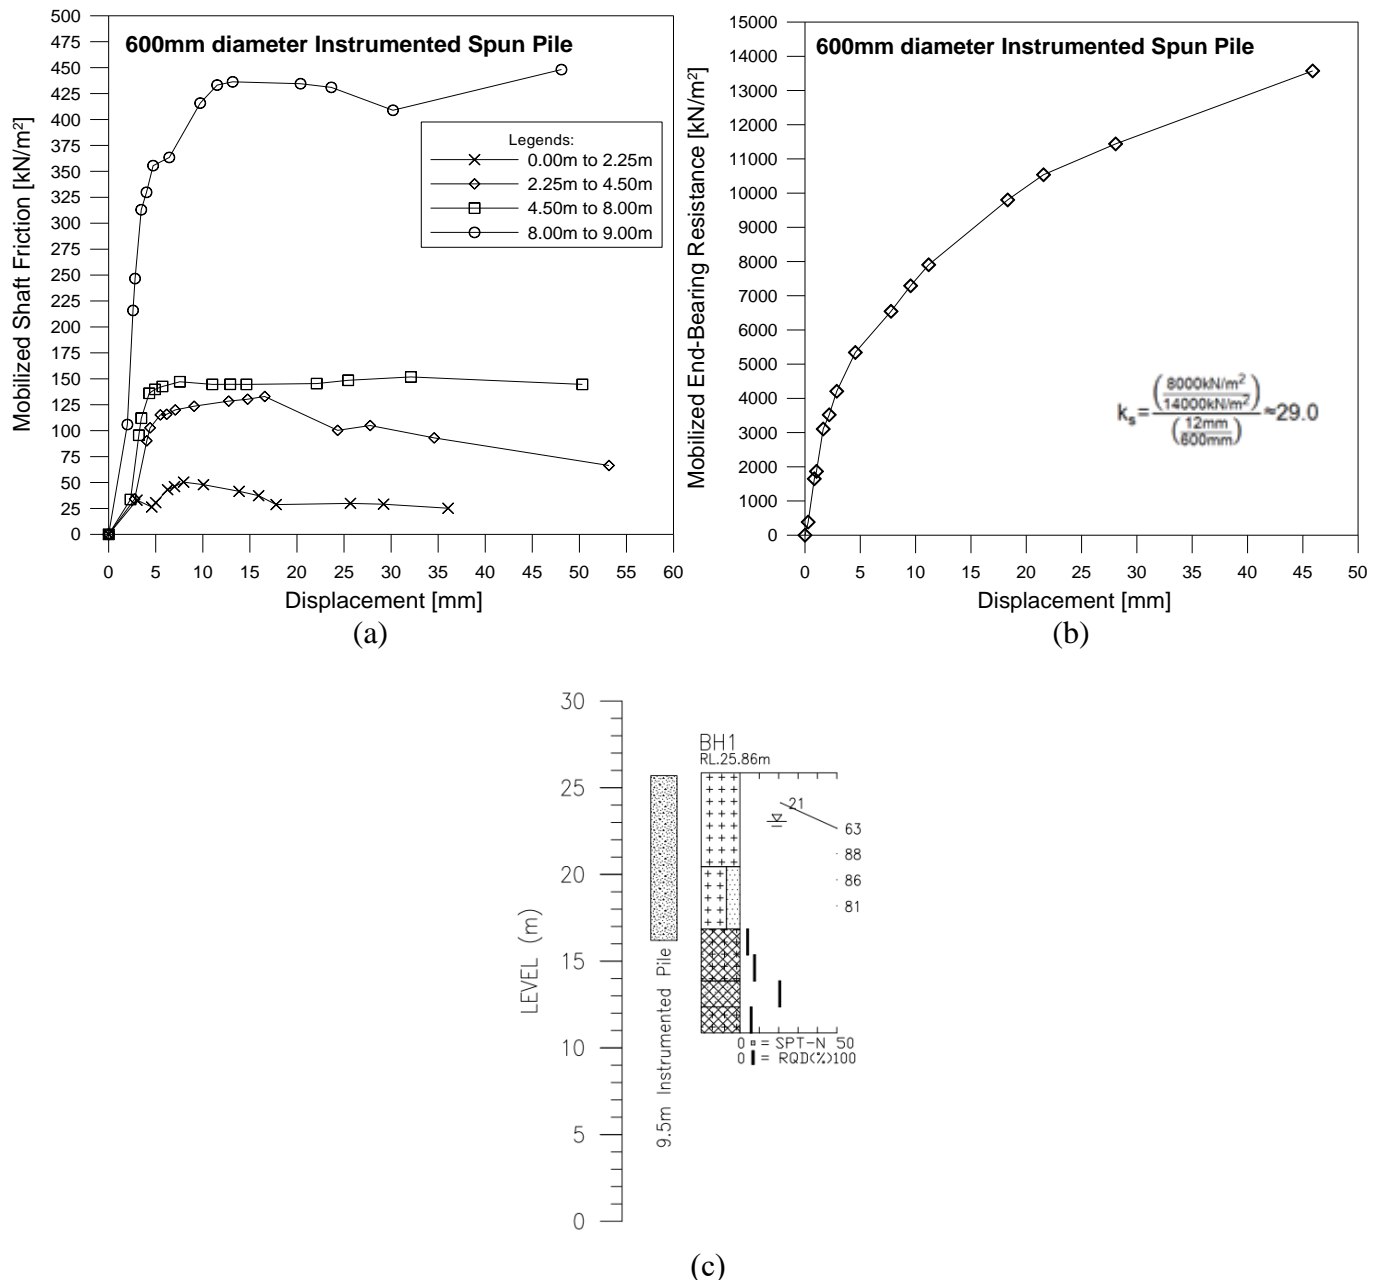 600mm diameter Instrumented Spun Pile
Mobilized Shaft Friction [kN/m²]
500
475
450
425
400
375
350
325
300
275
250
225
200
175
150
125
100
75
50
25
0
Legends:
0.00m to 2.25m
2.25m to 4.50m
4.50m to 8.00m
8.00m to 9.00m
0 5 10 15 20 25 30 35 40 45 50 55 60
Displacement [mm]
(a)
600mm diameter Instrumented Spun Pile
Mobilized End-Bearing Resistance [kN/m²]
15000
14000
13000
12000
11000
10000
9000
8000
7000
6000
5000
4000
3000
2000
1000
0
k_s = ((8000kN/m²)/(14000kN/m²))/((12mm)/(600mm)) ≈29.0
0 5 10 15 20 25 30 35 40 45 50
Displacement [mm]
(b)
LEVEL (m)
30
25
20
15
10
5
0
9.5m Instrumented Pile
BH1
RL.25.86m
21
63
88
86
81
0 = SPT-N 50
0 = RQD(%)100
(c)